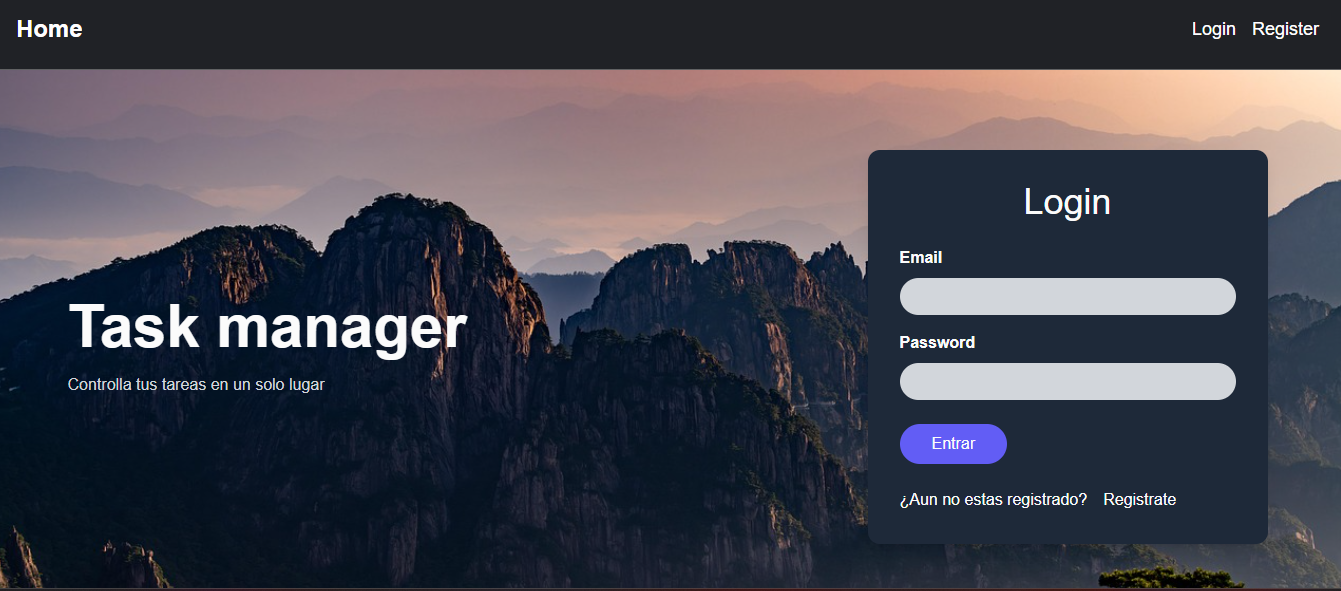 Home
Login Register
Task manager
Controlla tus tareas en un solo lugar
Login
Email
Password
Entrar
¿Aun no estas registrado? Registrate